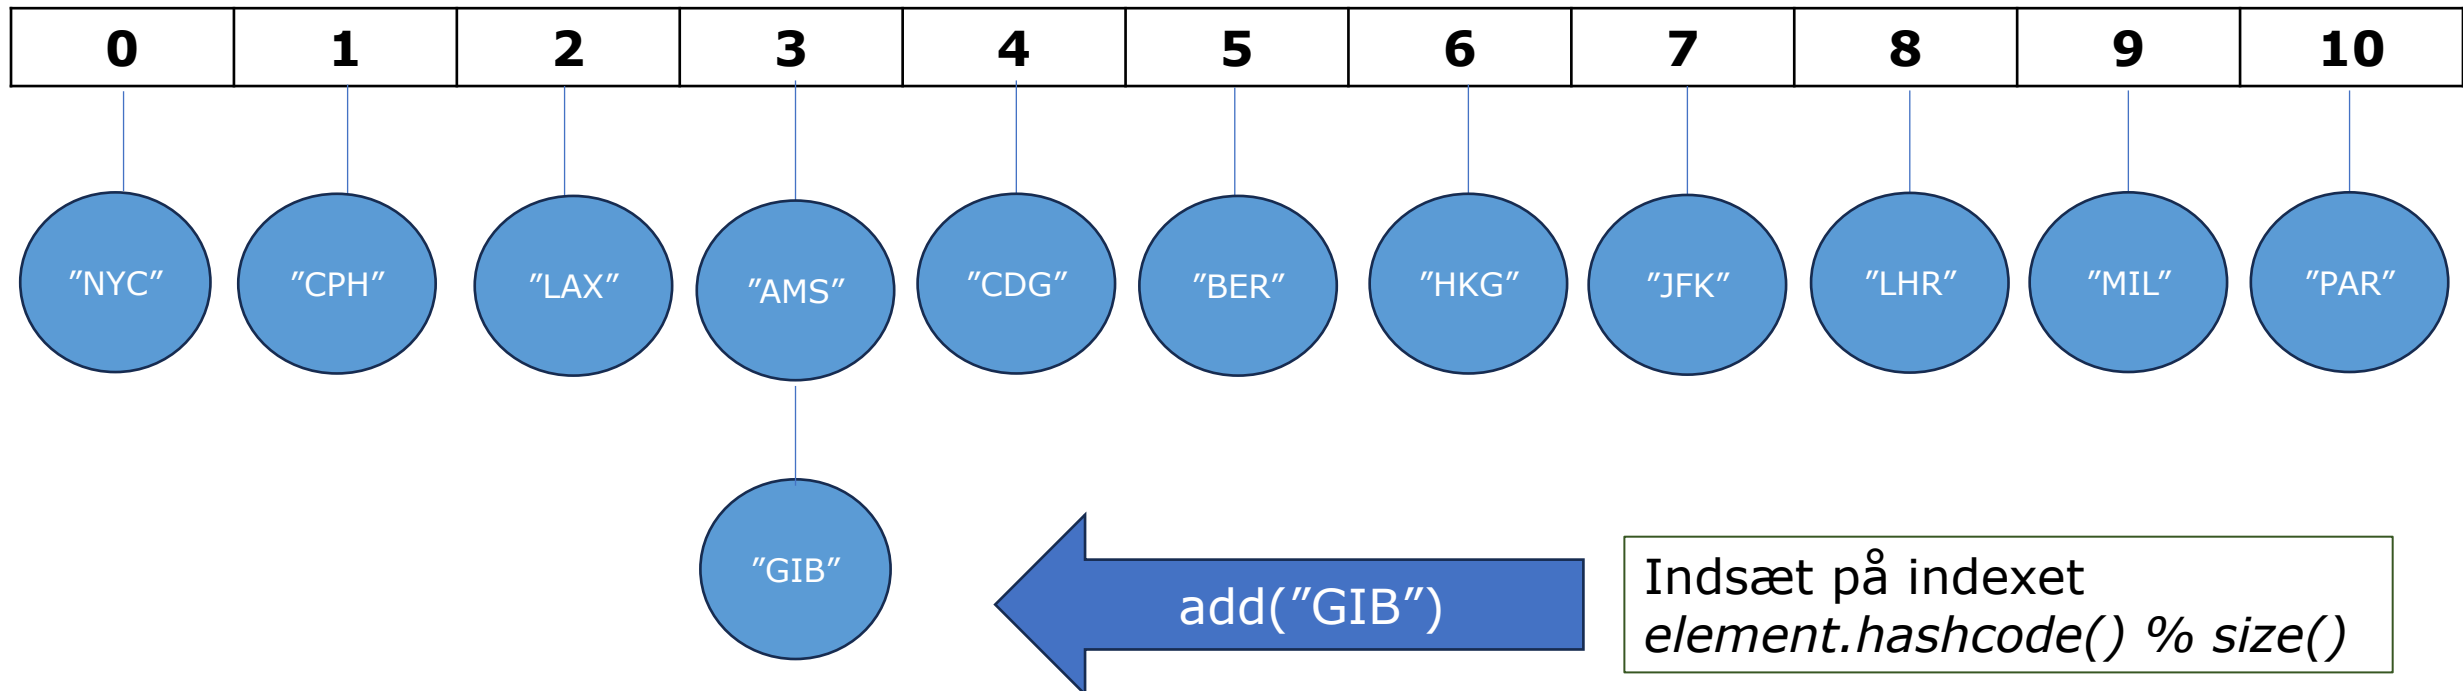 0 1 2 3 4 5 6 7 8 9 10
”NYC” ”CPH” ”LAX” ”AMS” ”CDG” ”BER” ”HKG” ”JFK” ”LHR” ”MIL” ”PAR”
”GIB”
add(”GIB”)
Indsæt på indexet
element.hashcode() % size()